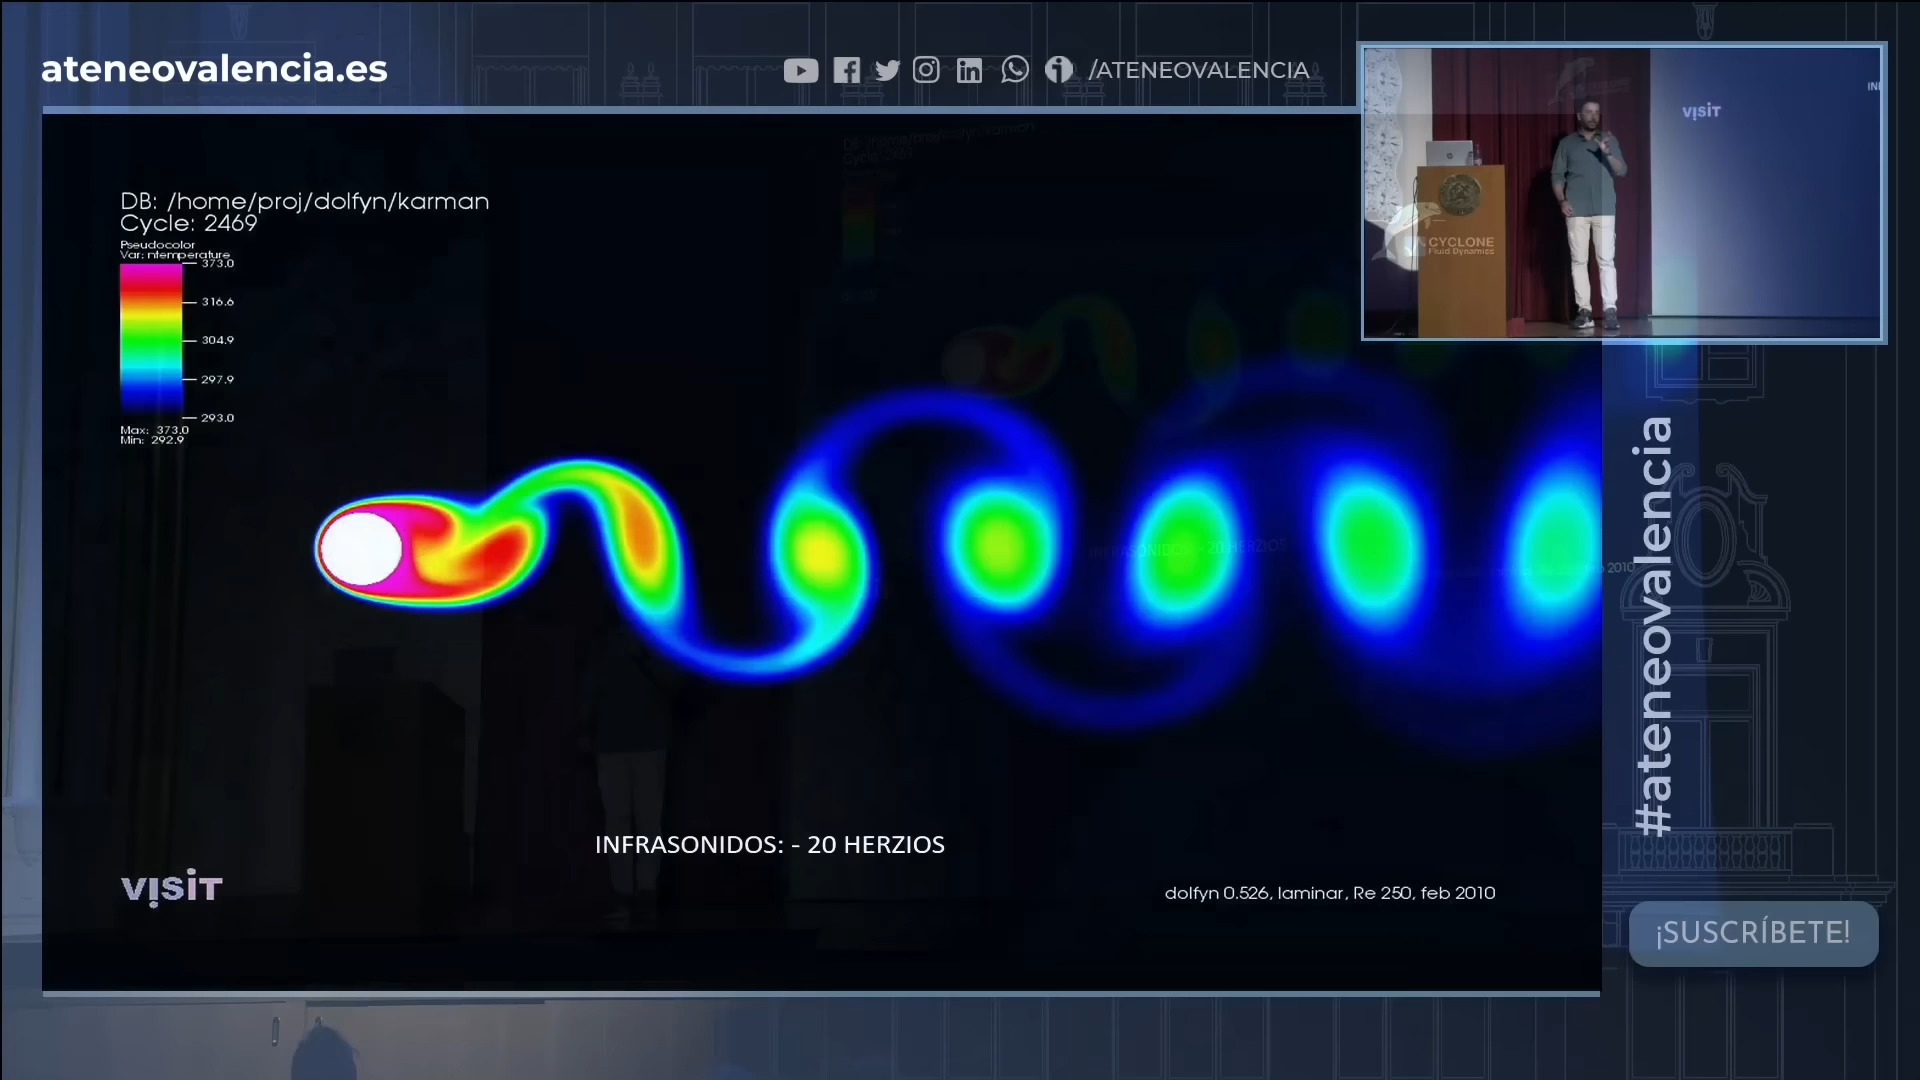 ateneovalencia.es
/ATENEOVALENCIA
DB: /home/proj/dolfyn/karman
Cycle: 2469
Pseudocolor
Var: ntemperature
373.0
316.6
304.9
297.9
293.0
Max: 373.0
Min: 292.9
VISIT
CYCLONE
Fluid Dynamics
INFRASONIDOS: - 20 HERZIOS
VISIT
dolfyn 0.526, laminar, Re 250, feb 2010
#ateneovalencia
¡SUSCRÍBETE!